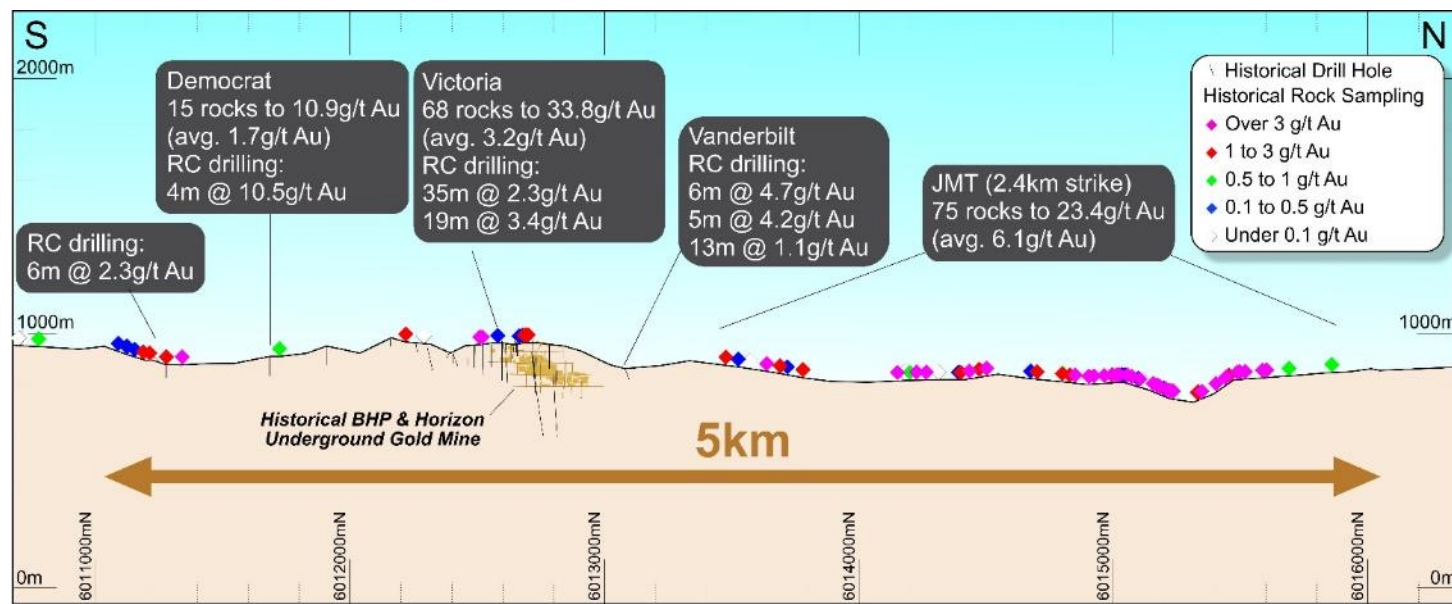 S
N
2000m
Democrat
15 rocks to 10.9g/t Au
(avg. 1.7g/t Au)
RC drilling:
4m @ 10.5g/t Au
Victoria
68 rocks to 33.8g/t Au
(avg. 3.2g/t Au)
RC drilling:
35m @ 2.3g/t Au
19m @ 3.4g/t Au
Vanderbilt
RC drilling:
6m @ 4.7g/t Au
5m @ 4.2g/t Au
13m @ 1.1g/t Au
JMT (2.4km strike)
75 rocks to 23.4g/t Au
(avg. 6.1g/t Au)
Historical Drill Hole
Historical Rock Sampling
Over 3 g/t Au
1 to 3 g/t Au
0.5 to 1 g/t Au
0.1 to 0.5 g/t Au
Under 0.1 g/t Au
RC drilling:
6m @ 2.3g/t Au
1000m
1000m
Historical BHP & Horizon
Underground Gold Mine
5km
0m
6011000mN
6012000mN
6013000mN
6014000mN
6015000mN
6016000mN
0m